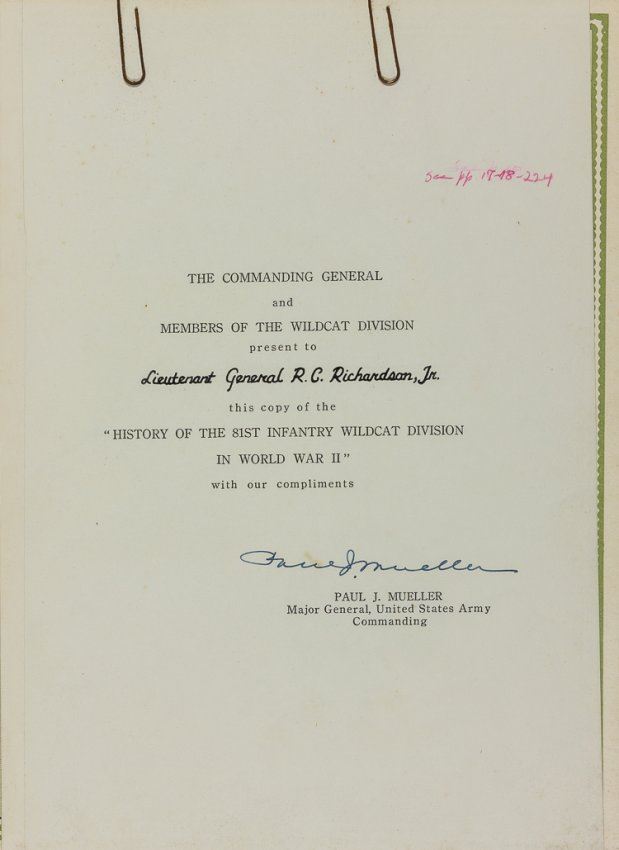 See pp 17-18-224
THE COMMANDING GENERAL
and
MEMBERS OF THE WILDCAT DIVISION
present to
Lieutenant General R. C. Richardson, Jr.
this copy of the
“HISTORY OF THE 81ST INFANTRY WILDCAT DIVISION
IN WORLD WAR II”
with our compliments
Paul J. Mueller
PAUL J. MUELLER
Major General, United States Army
Commanding